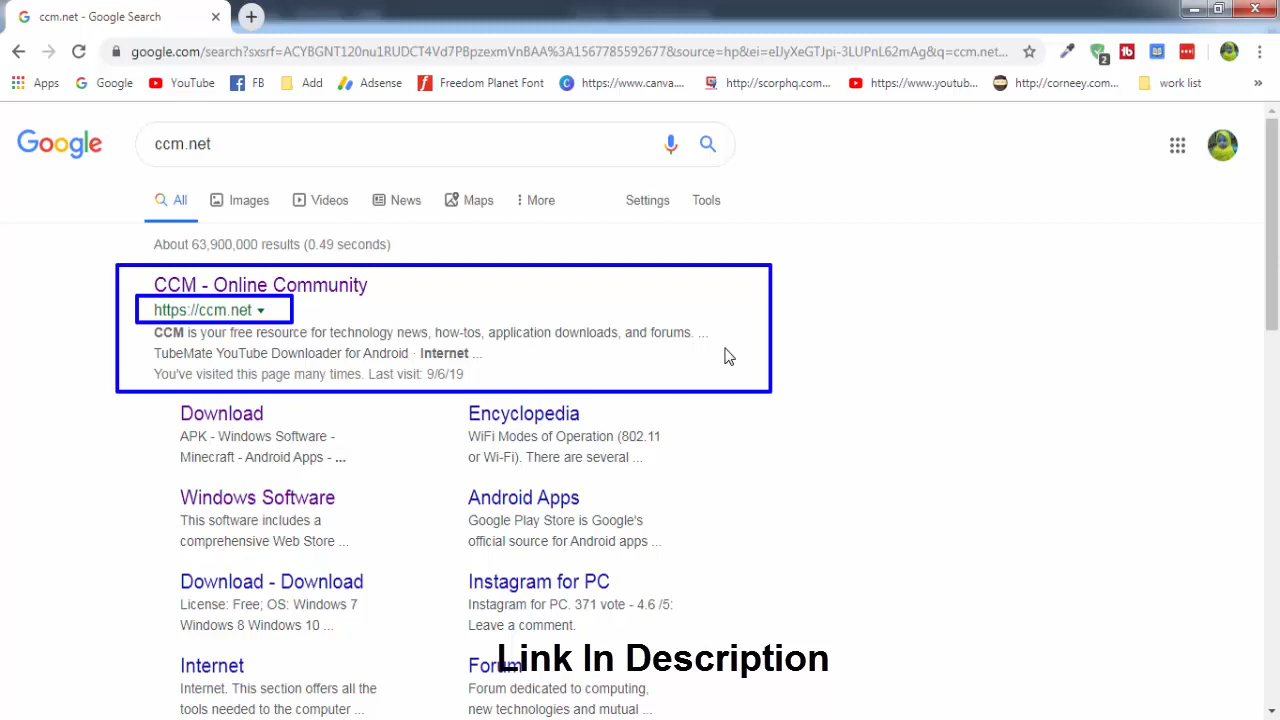 ccm.net - Google Search
google.com/search?sxsrf=ACYBGNT120nu1RUDCT4Vd7PBpzexmVnBAA%3A1567785592677&source=hp&ei=eIJyXeGTJpi-3LUPnL62mAg&q=ccm.net...
2
Apps Google YouTube FB Add Adsense Freedom Planet Font https://www.canva.... http://scorphq.com... https://www.youtub... http://corneey.com... work list »
Google
ccm.net
All Images Videos News Maps More Settings Tools
About 63,900,000 results (0.49 seconds)
CCM - Online Community
https://ccm.net
CCM is your free resource for technology news, how-tos, application downloads, and forums. ...
TubeMate YouTube Downloader for Android · Internet ...
You've visited this page many times. Last visit: 9/6/19
Download
APK - Windows Software -
Minecraft - Android Apps - ...
Encyclopedia
WiFi Modes of Operation (802.11
or Wi-Fi). There are several ...
Windows Software
This software includes a
comprehensive Web Store ...
Android Apps
Google Play Store is Google's
official source for Android apps ...
Download - Download
License: Free; OS: Windows 7
Windows 8 Windows 10 ...
Instagram for PC
Instagram for PC. 371 vote - 4.6 /5:
Leave a comment.
Internet
Internet. This section offers all the
tools needed to the computer ...
Forum
Forum dedicated to computing,
new technologies and mutual ...
Link In Description